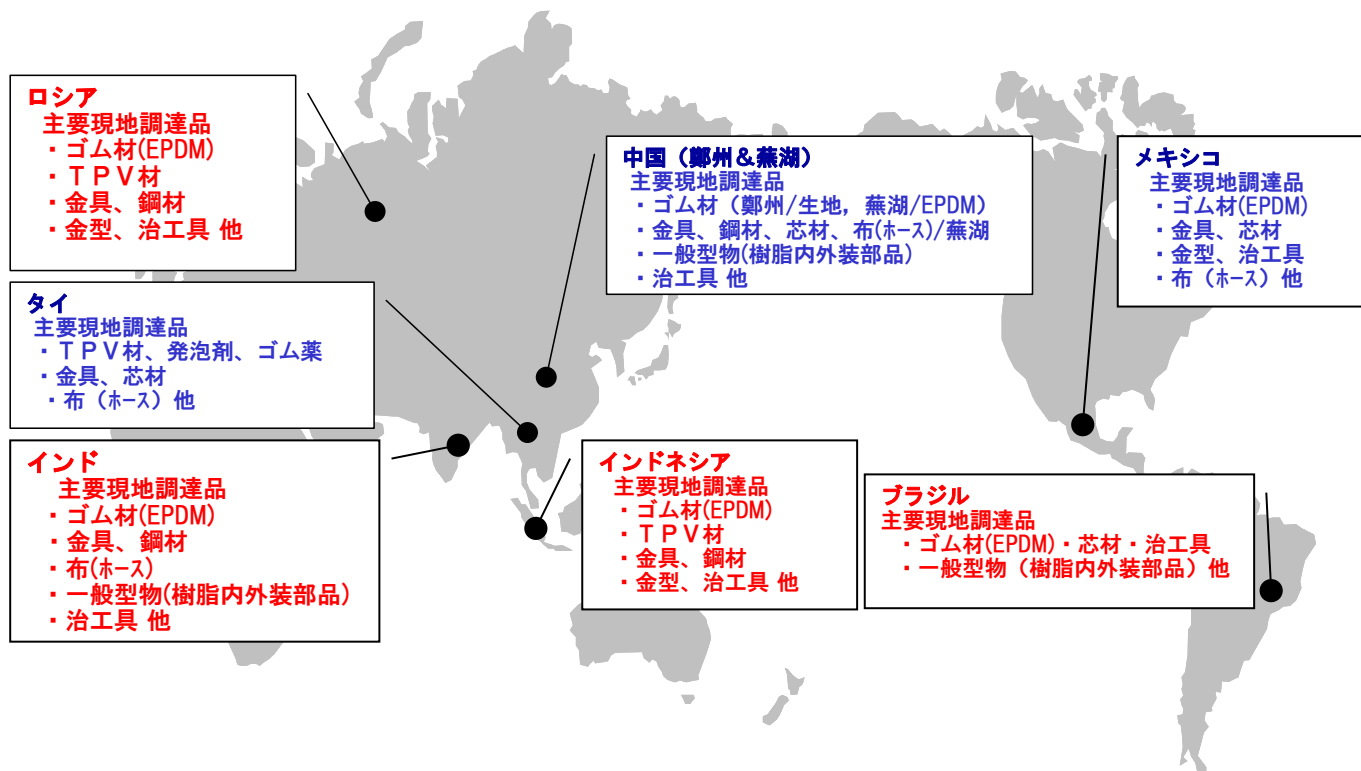 ロシア
主要現地調達品
・ゴム材(EPDM)
・ＴＰＶ材
・金具、鋼材
・金型、治工具 他
中国（鄭州＆蕪湖）
主要現地調達品
・ゴム材（鄭州/生地，蕪湖/EPDM）
・金具、鋼材、芯材、布(ﾎｰｽ)/蕪湖
・一般型物(樹脂内外装部品)
・治工具 他
メキシコ
主要現地調達品
・ゴム材(EPDM)
・金具、芯材
・金型、治工具
・布（ﾎｰｽ）他
タイ
主要現地調達品
・ＴＰＶ材、発泡剤、ゴム薬
・金具、芯材
・布（ﾎｰｽ）他
インド
主要現地調達品
・ゴム材(EPDM)
・金具、鋼材
・布(ﾎｰｽ)
・一般型物(樹脂内外装部品)
・治工具 他
インドネシア
主要現地調達品
・ゴム材(EPDM)
・ＴＰＶ材
・金具、鋼材
・金型、治工具 他
ブラジル
主要現地調達品
・ゴム材(EPDM)・芯材・治工具
・一般型物（樹脂内外装部品）他